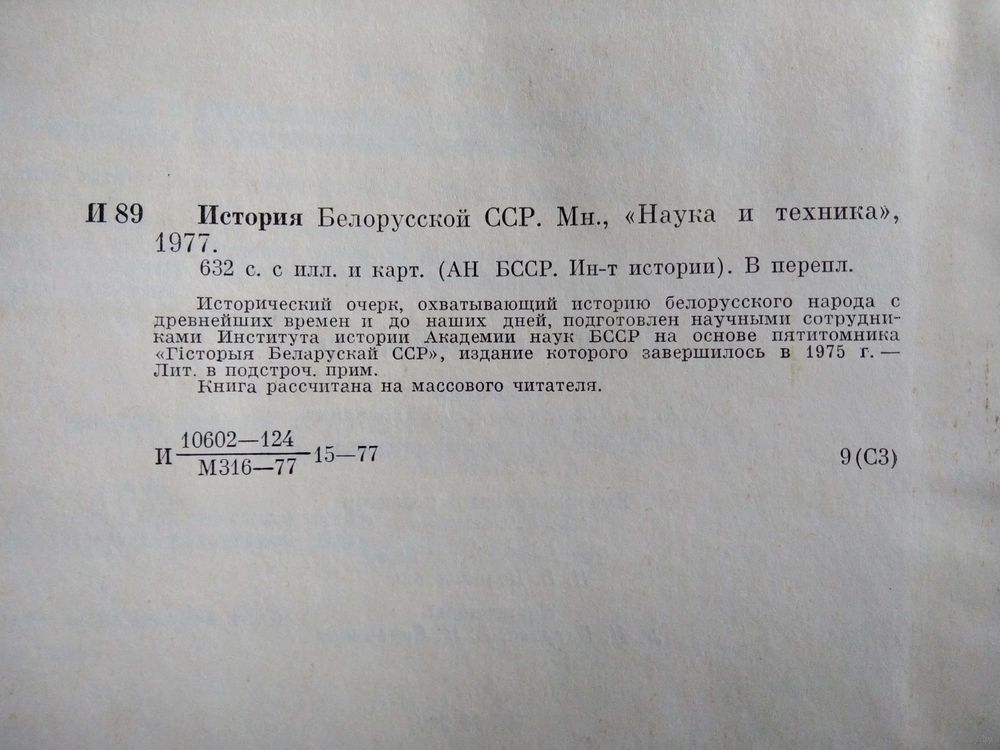 И 89 История Белорусской ССР. Мн., «Наука и техника»,
1977.
632 с. с илл. и карт. (АН БССР. Ин-т истории). В перепл.
Исторический очерк, охватывающий историю белорусского народа с
древнейших времен и до наших дней, подготовлен научными сотрудни-
ками Института истории Академии наук БССР на основе пятитомника
«Гісторыя Беларускай ССР», издание которого завершилось в 1975 г. —
Лит. в подстроч. прим.
Книга рассчитана на массового читателя.
10602—124
И 15—77 9(С3)
М316—77